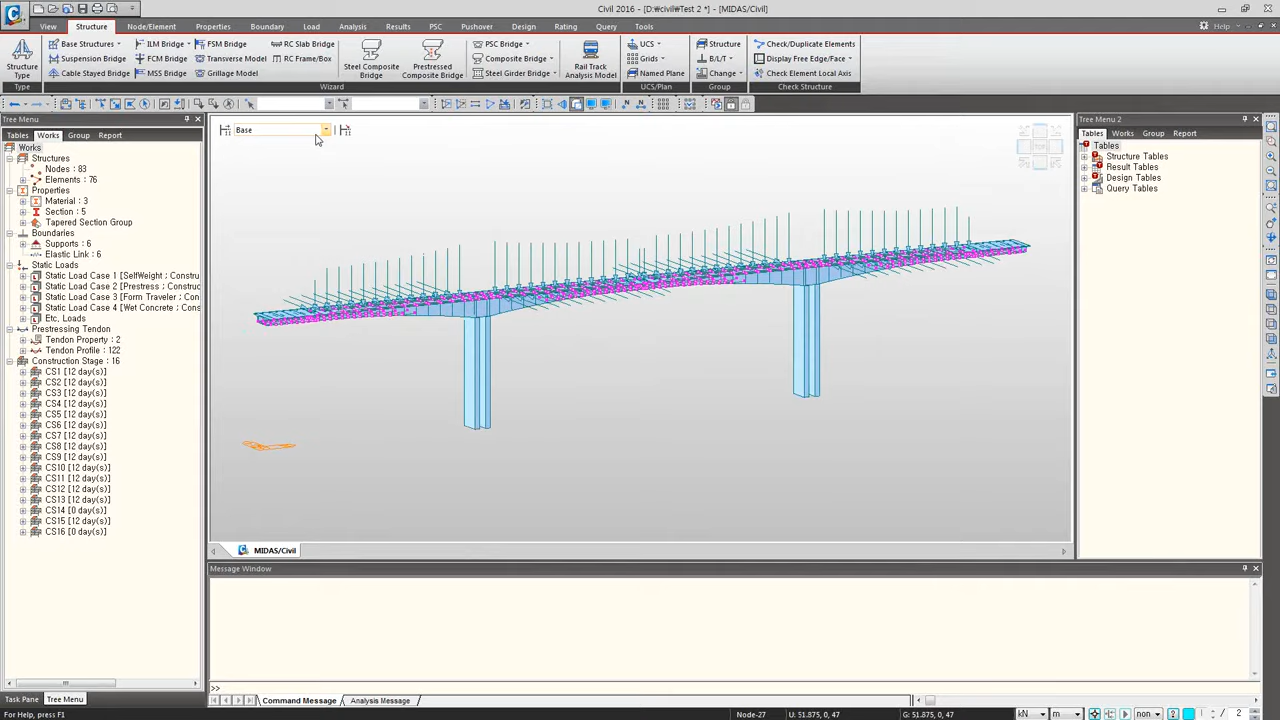 Civil 2016 - [D:₩civil₩Test 2 *] - [MIDAS/Civil]
View Structure Node/Element Properties Boundary Load Analysis Results PSC Pushover Design Rating Query Tools Help
Structure Type
Type
Base Structures
Suspension Bridge
Cable Stayed Bridge
ILM Bridge
FCM Bridge
MSS Bridge
FSM Bridge
Transverse Model
Grillage Model
RC Slab Bridge
RC Frame/Box
Steel Composite Bridge
Prestressed Composite Bridge
PSC Bridge
Composite Bridge
Steel Girder Bridge
Rail Track Analysis Model
Wizard
UCS
Grids
Named Plane
UCS/Plan
Structure
B/L/T
Change
Group
Check/Duplicate Elements
Display Free Edge/Face
Check Element Local Axis
Check Structure
Tree Menu
Tables Works Group Report
Works
Structures
Nodes : 83
Elements : 76
Properties
Material : 3
Section : 5
Tapered Section Group
Boundaries
Supports : 6
Elastic Link : 6
Static Loads
Static Load Case 1 [SelfWeight ; Constru
Static Load Case 2 [Prestress ; Construc
Static Load Case 3 [Form Traveler ; Con
Static Load Case 4 [Wet Concrete ; Cons
Etc, Loads
Prestressing Tendon
Tendon Property : 2
Tendon Profile : 122
Construction Stage : 16
CS1 [12 day(s)]
CS2 [12 day(s)]
CS3 [12 day(s)]
CS4 [12 day(s)]
CS5 [12 day(s)]
CS6 [12 day(s)]
CS7 [12 day(s)]
CS8 [12 day(s)]
CS9 [12 day(s)]
CS10 [12 day(s)]
CS11 [12 day(s)]
CS12 [12 day(s)]
CS13 [12 day(s)]
CS14 [0 day(s)]
CS15 [12 day(s)]
CS16 [0 day(s)]
Task Pane Tree Menu
Base
MIDAS/Civil
Tree Menu 2
Tables Works Group Report
Tables
Structure Tables
Result Tables
Design Tables
Query Tables
Message Window
>>
Command Message Analysis Message
For Help, press F1
Node-27
U: 51.875, 0, 47
G: 51.875, 0, 47
kN m non ? / 2